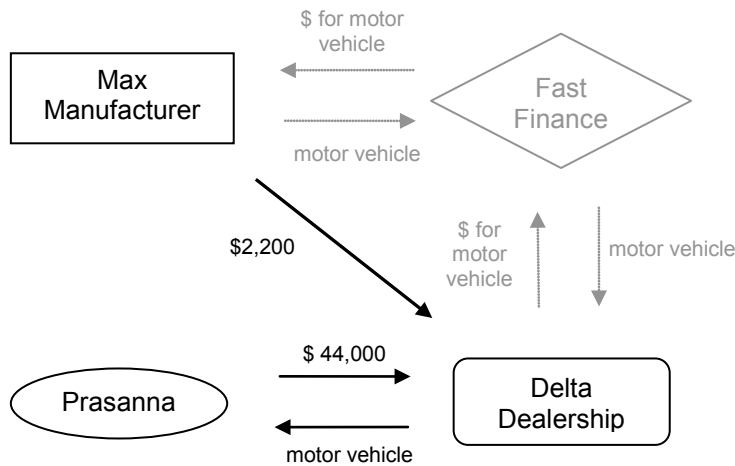 $ for motor
vehicle
Max
Manufacturer
Fast
Finance
motor vehicle
$2,200
$ for
motor
vehicle
motor vehicle
$ 44,000
Prasanna
Delta
Dealership
motor vehicle